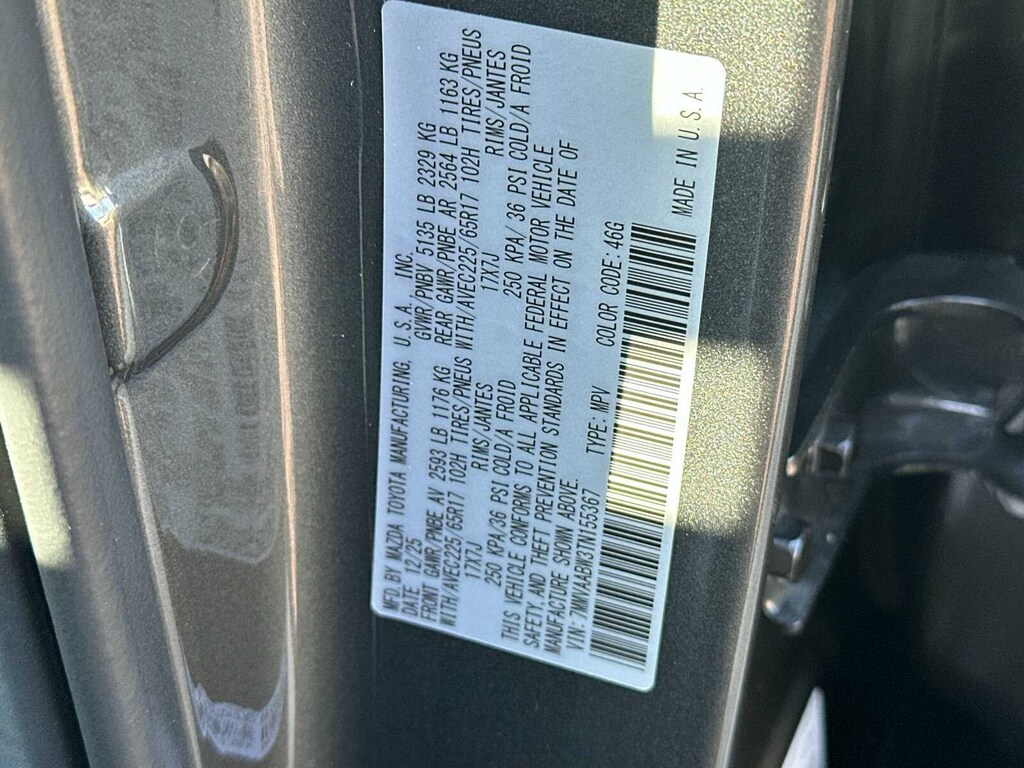 MFD.BY MAZDA TOYOTA MANUFACTURING, U.S.A. INC.
DATE 12/25 GVWR/PNBV 5135 LB 2329 KG
FRONT GAWR/PNBE AV 2593 LB 1176 KG REAR GAWR/PNBE AR 2564 LB 1163 KG
WITH/AVEC225/65R17 102H TIRES/PNEUS WITH/AVEC225/65R17 102H TIRES/PNEUS
17X7J RIMS/JANTES 17X7J RIMS/JANTES
250 KPA/36 PSI COLD/A FROID 250 KPA/ 36 PSI COLD/A FROID
THIS VEHICLE CONFORMS TO ALL APPLICABLE FEDERAL MOTOR VEHICLE
SAFETY, AND THEFT PREVENTION STANDARDS IN EFFECT ON THE DATE OF
MANUFACTURE SHOWN ABOVE.
VIN: 7MMVAABW3TN155367 TYPE: MPV COLOR CODE: 46G
MADE IN U.S.A.